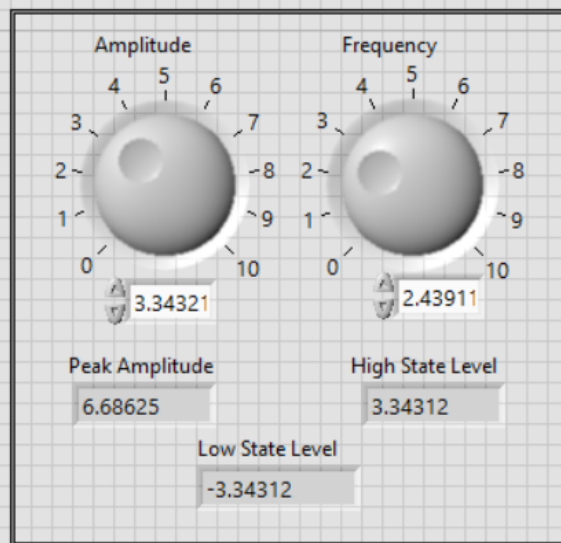 Amplitude
0 1 2 3 4 5 6 7 8 9 10
3.34321
Frequency
0 1 2 3 4 5 6 7 8 9 10
2.43911
Peak Amplitude
6.68625
High State Level
3.34312
Low State Level
-3.34312